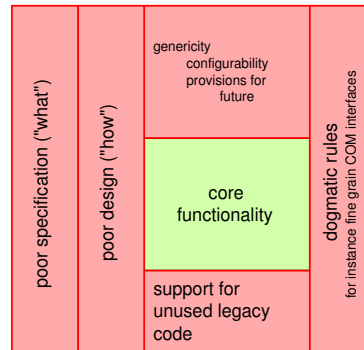 poor specification ("what")
poor design ("how")
genericity
configurability
provisions for
future
core
functionality
support for
unused legacy
code
dogmatic rules
for instance fine grain COM interfaces